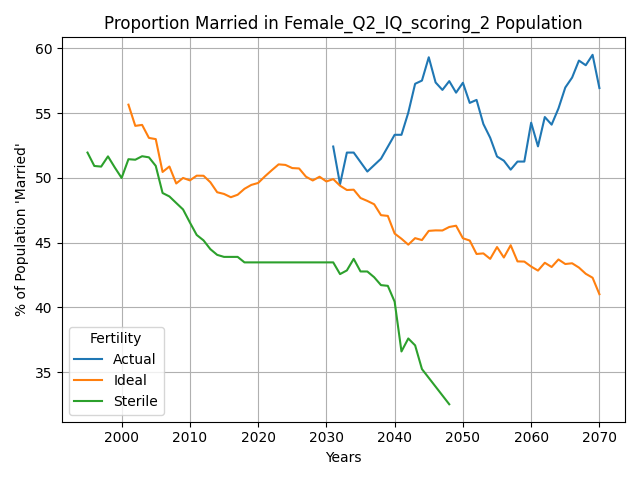 Proportion Married in Female_Q2_IQ_scoring_2 Population
% of Population 'Married'
60
55
50
45
40
35
Fertility
Actual
Ideal
Sterile
2000 2010 2020 2030 2040 2050 2060 2070
Years